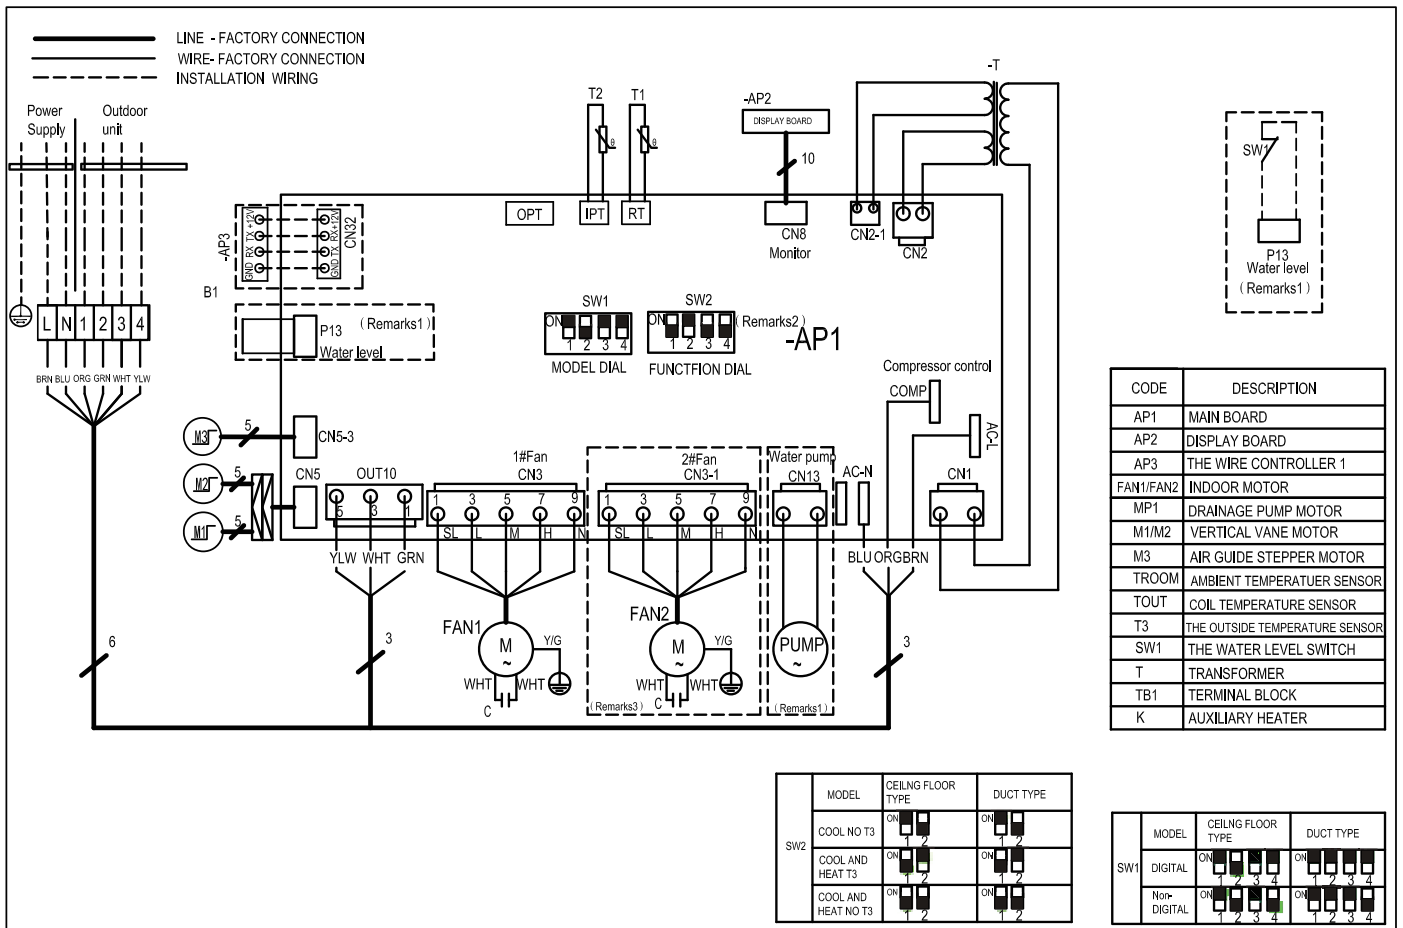 LINE - FACTORY CONNECTION
WIRE- FACTORY CONNECTION
INSTALLATION WIRING
Power
Supply
Outdoor
unit
L N 1 2 3 4
BRN BLU ORG GRN WHT YLW
6
-AP3
GND RX TX +12V
GND TX RX+12V
CN32
B1
P13
(Remarks1)
Water level
OPT
T2
θ
IPT
T1
θ
RT
-AP2
DISPLAY BOARD
10
CN8
Monitor
CN2-1
CN2
-T
SW1
P13
Water level
(Remarks1)
SW1
ON
1 2 3 4
MODEL DIAL
SW2
ON
1 2 3 4
(Remarks2)
FUNCTFION DIAL
-AP1
Compressor control
COMP
AC-L
M3
5
CN5-3
M2
5
CN5
M1
5
OUT10
5 3 1
YLW WHT GRN
3
1#Fan
CN3
1 3 5 7 9
SL L M H N
FAN1
M
~
Y/G
WHT WHT
C
2#Fan
CN3-1
1 3 5 7 9
SL L M H N
FAN2
M
~
Y/G
WHT WHT
C
(Remarks3)
Water pump
CN13
PUMP
~
(Remarks1)
AC-N
BLU ORG BRN
3
CN1
CODE DESCRIPTION
AP1 MAIN BOARD
AP2 DISPLAY BOARD
AP3 THE WIRE CONTROLLER 1
FAN1/FAN2 INDOOR MOTOR
MP1 DRAINAGE PUMP MOTOR
M1/M2 VERTICAL VANE MOTOR
M3 AIR GUIDE STEPPER MOTOR
TROOM AMBIENT TEMPERATUER SENSOR
TOUT COIL TEMPERATURE SENSOR
T3 THE OUTSIDE TEMPERATURE SENSOR
SW1 THE WATER LEVEL SWITCH
T TRANSFORMER
TB1 TERMINAL BLOCK
K AUXILIARY HEATER
SW2
MODEL
CEILNG FLOOR
TYPE
DUCT TYPE
COOL NO T3
ON 1 2
ON 1 2
COOL AND
HEAT T3
ON 1 2
ON 1 2
COOL AND
HEAT NO T3
ON 1 2
ON 1 2
SW1
MODEL
CEILNG FLOOR
TYPE
DUCT TYPE
DIGITAL
ON 1 2 3 4
ON 1 2 3 4
Non-
DIGITAL
ON 1 2 3 4
ON 1 2 3 4